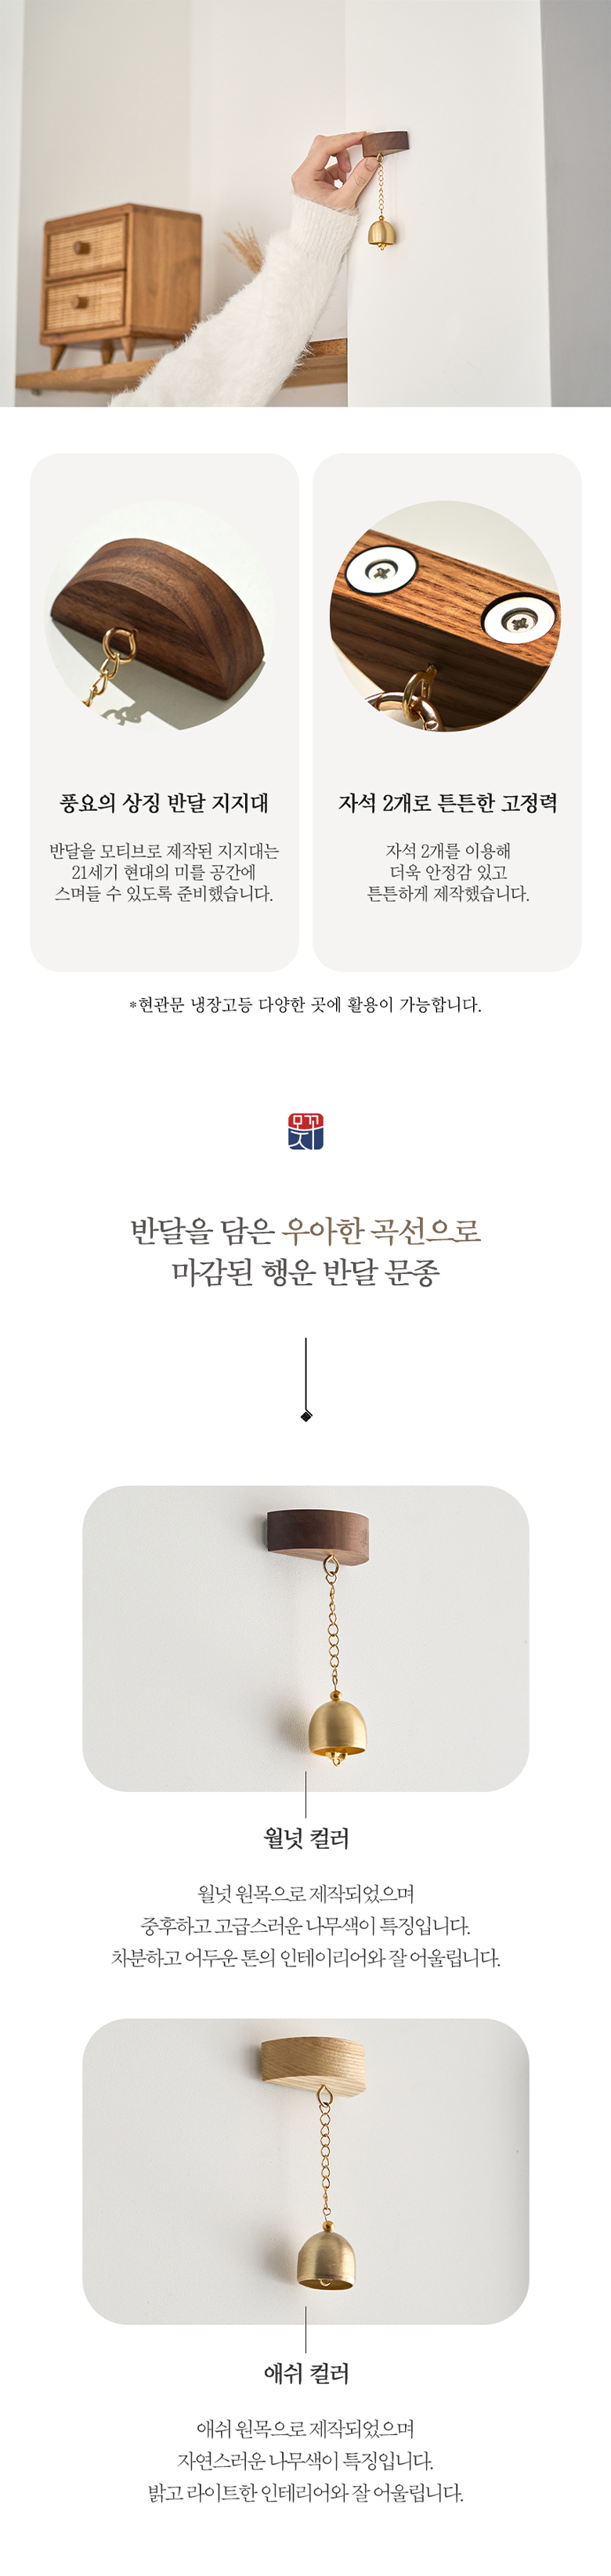 풍요의 상징 반달 지지대
반달을 모티브로 제작된 지지대는
21세기 현대의 미를 공간에
스며들 수 있도록 준비했습니다.
자석 2개로 튼튼한 고정력
자석 2개를 이용해
더욱 안정감 있고
튼튼하게 제작했습니다.
*현관문 냉장고등 다양한 곳에 활용이 가능합니다.
반달을 담은 우아한 곡선으로
마감된 행운 반달 문종
월넛 컬러
월넛 원목으로 제작되었으며
중후하고 고급스러운 나무색이 특징입니다.
차분하고 어두운 톤의 인테이리어와 잘 어울립니다.
애쉬 컬러
애쉬 원목으로 제작되었으며
자연스러운 나무색이 특징입니다.
밝고 라이트한 인테리어와 잘 어울립니다.